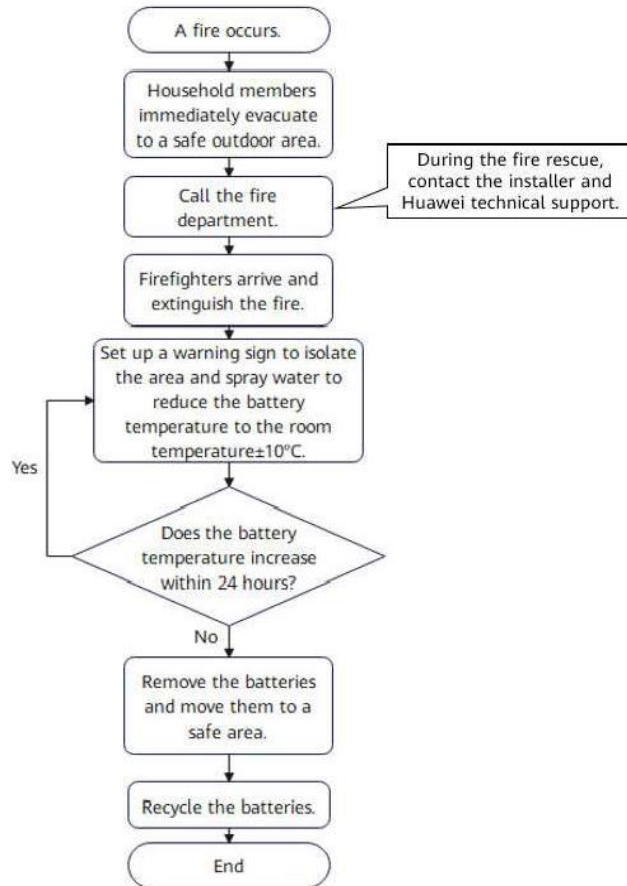 A fire occurs.
Household members
immediately evacuate
to a safe outdoor area.
During the fire rescue,
contact the installer and
Huawei technical support.
Call the fire
department.
Firefighters arrive and
extinguish the fire.
Set up a warning sign to isolate
the area and spray water to
reduce the battery
temperature to the room
temperature±10°C.
Yes
Does the battery
temperature increase
within 24 hours?
No
Remove the batteries
and move them to a
safe area.
Recycle the batteries.
End